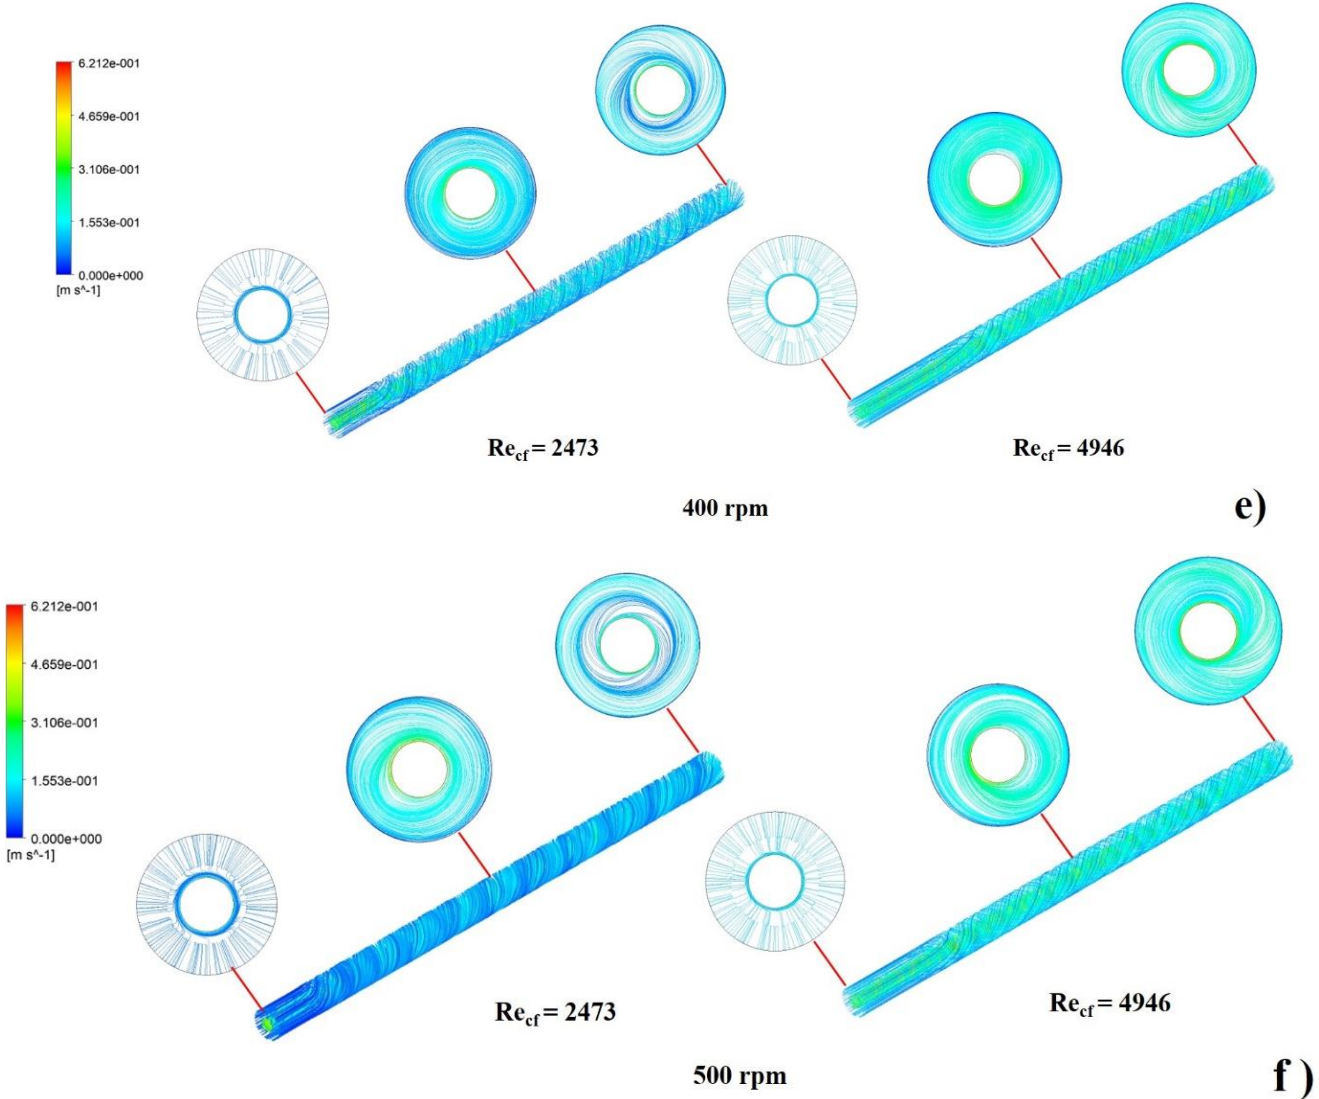 6.212e-001
4.659e-001
3.106e-001
1.553e-001
0.000e+000
[m s^-1]
Re_cf = 2473
Re_cf = 4946
400 rpm
e)
6.212e-001
4.659e-001
3.106e-001
1.553e-001
0.000e+000
[m s^-1]
Re_cf = 2473
Re_cf = 4946
500 rpm
f )